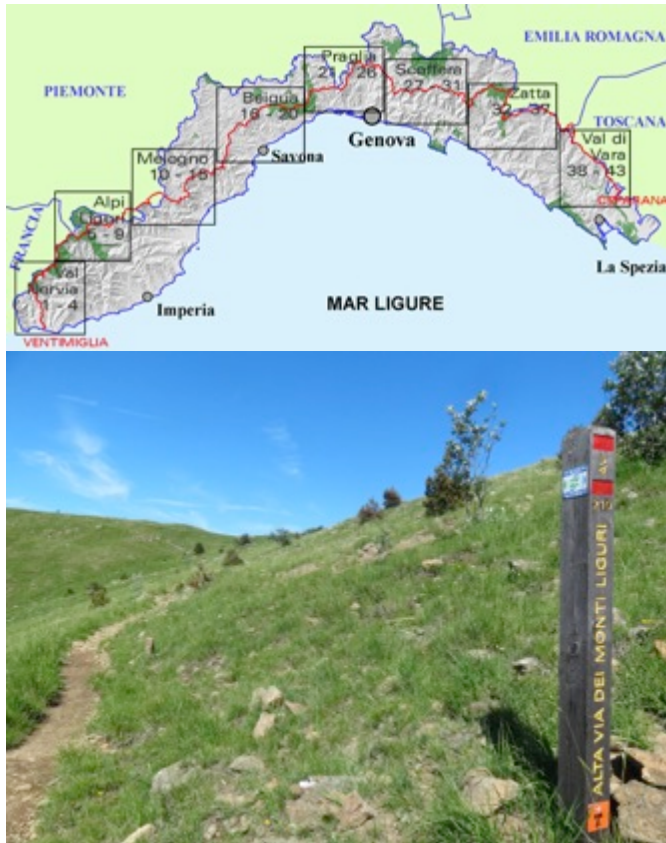 EMILIA ROMAGNA
PIEMONTE
Praglia
21 - 26
Scoffera
27 - 31
Beigua
16 - 20
Zatta
32 - 37
TOSCANA
Genova
Savona
Val di
Vara
38 - 43
CEPARANA
Melogno
10 - 15
Alpi
Liguri
5 - 9
FRANCIA
La Spezia
Val
Nervia
1 - 4
Imperia
MAR LIGURE
VENTIMIGLIA
ALTA VIA DEI MONTI LIGURI